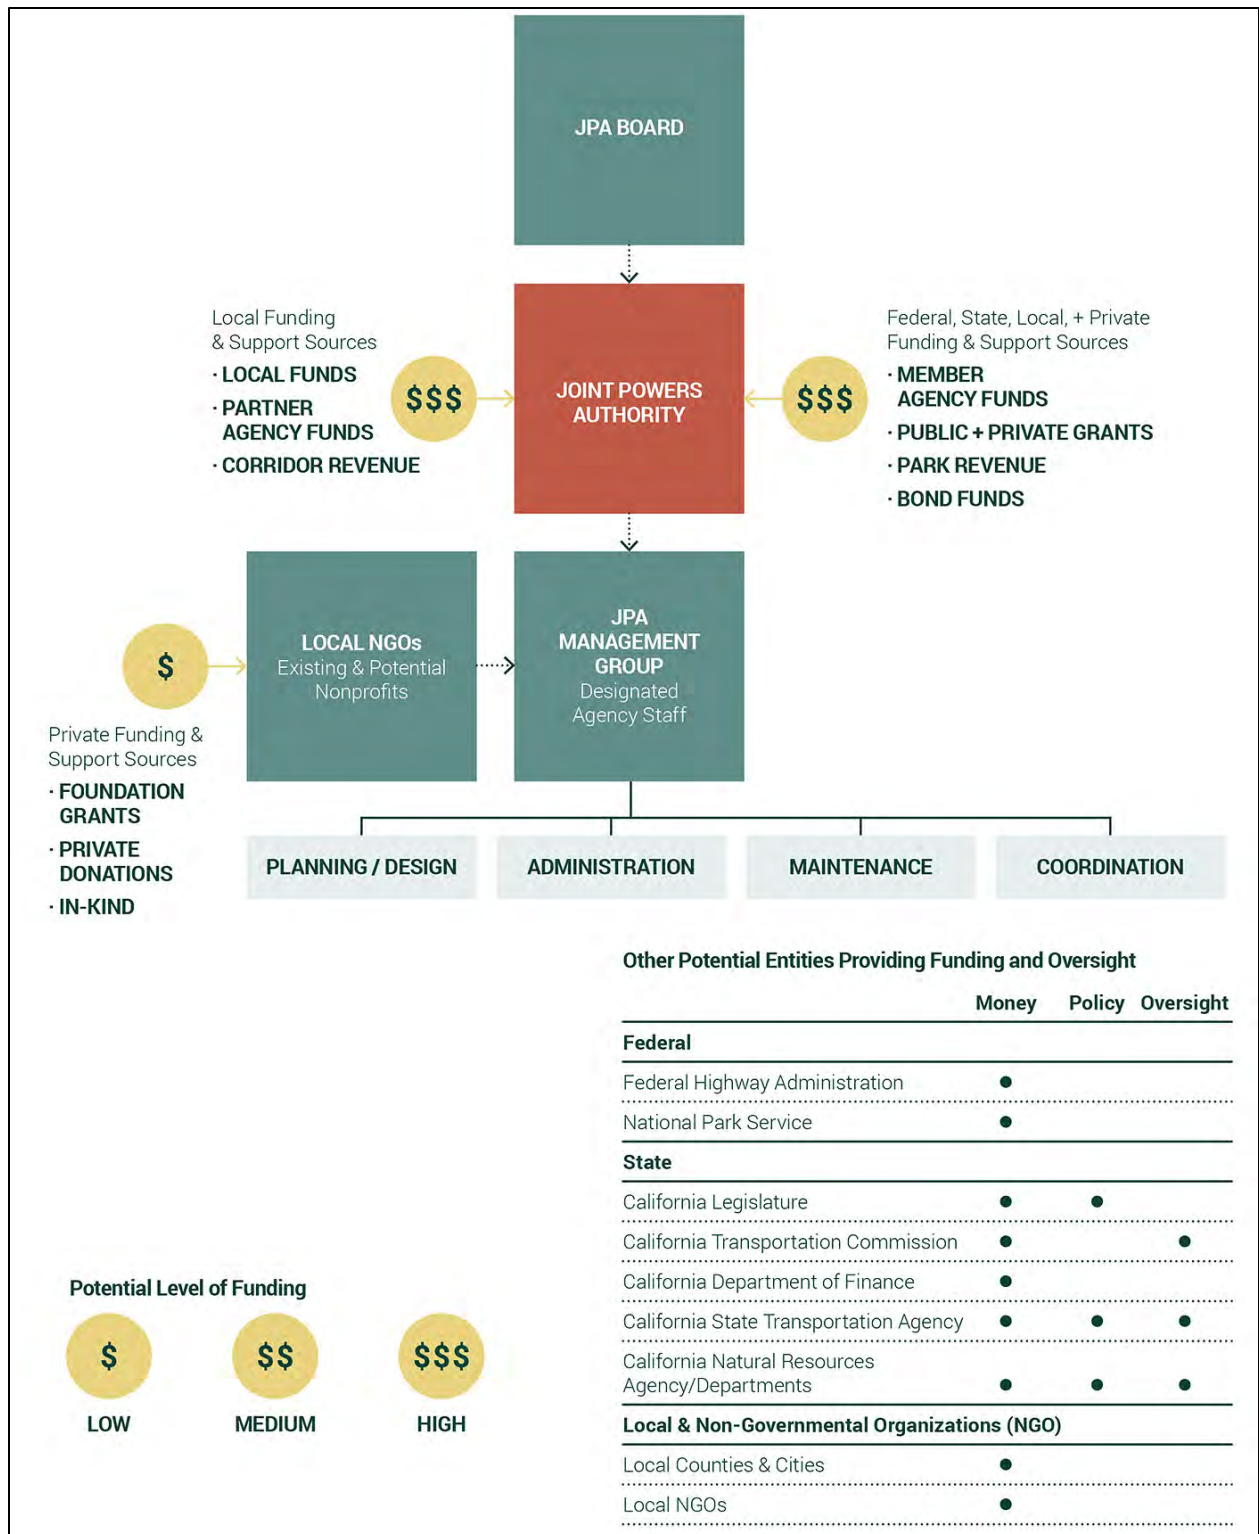 JPA BOARD
Local Funding
& Support Sources
· LOCAL FUNDS
· PARTNER
AGENCY FUNDS
· CORRIDOR REVENUE
$$$
JOINT POWERS
AUTHORITY
$$$
Federal, State, Local, + Private
Funding & Support Sources
· MEMBER
AGENCY FUNDS
· PUBLIC + PRIVATE GRANTS
· PARK REVENUE
· BOND FUNDS
$
Private Funding &
Support Sources
· FOUNDATION
GRANTS
· PRIVATE
DONATIONS
· IN-KIND
LOCAL NGOs
Existing & Potential
Nonprofits
JPA
MANAGEMENT
GROUP
Designated
Agency Staff
PLANNING / DESIGN
ADMINISTRATION
MAINTENANCE
COORDINATION
Other Potential Entities Providing Funding and Oversight
Money Policy Oversight
Federal
Federal Highway Administration
National Park Service
State
California Legislature
California Transportation Commission
California Department of Finance
California State Transportation Agency
California Natural Resources
Agency/Departments
Local & Non-Governmental Organizations (NGO)
Local Counties & Cities
Local NGOs
Potential Level of Funding
$ $$ $$$
LOW MEDIUM HIGH